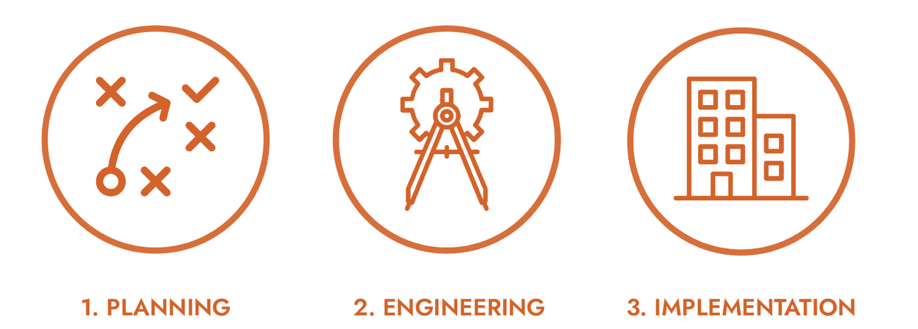 1. PLANNING
2. ENGINEERING
3. IMPLEMENTATION